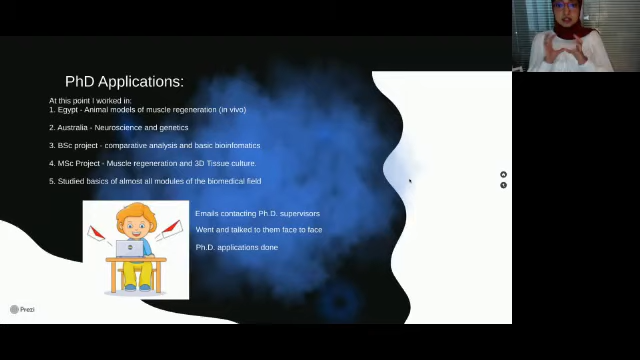 PhD Applications:
At this point I worked in:
1. Egypt - Animal models of muscle regeneration (in vivo)
2. Australia - Neuroscience and genetics
3. BSc project - comparative analysis and basic bioinfomatics
4. MSc Project - Muscle regeneration and 3D Tissue culture.
5. Studied basics of almost all modules of the biomedical field
Emails contacting Ph.D. supervisors
Went and talked to them face to face
Ph.D. applications done
Prezi